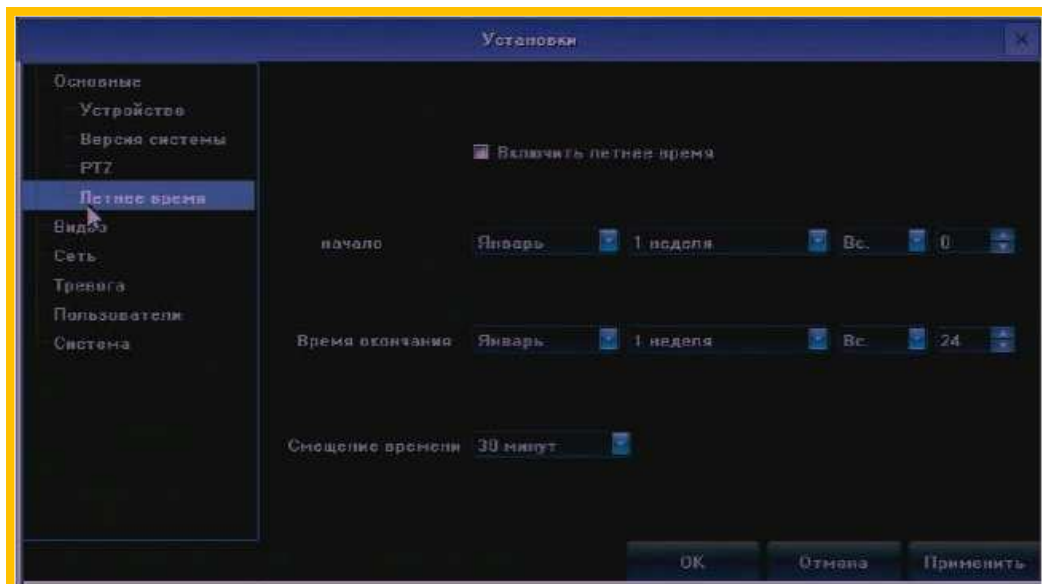 Установки
Основные
Устройство
Версия системы
PTZ
Летнее время
Видео
Сеть
Тревога
Пользователи
Система
Включить летнее время
начало Январь 1 неделя Вс. 0
Время окончания Январь 1 неделя Вс. 24
Смещение времени 30 минут
OK Отмена Применить